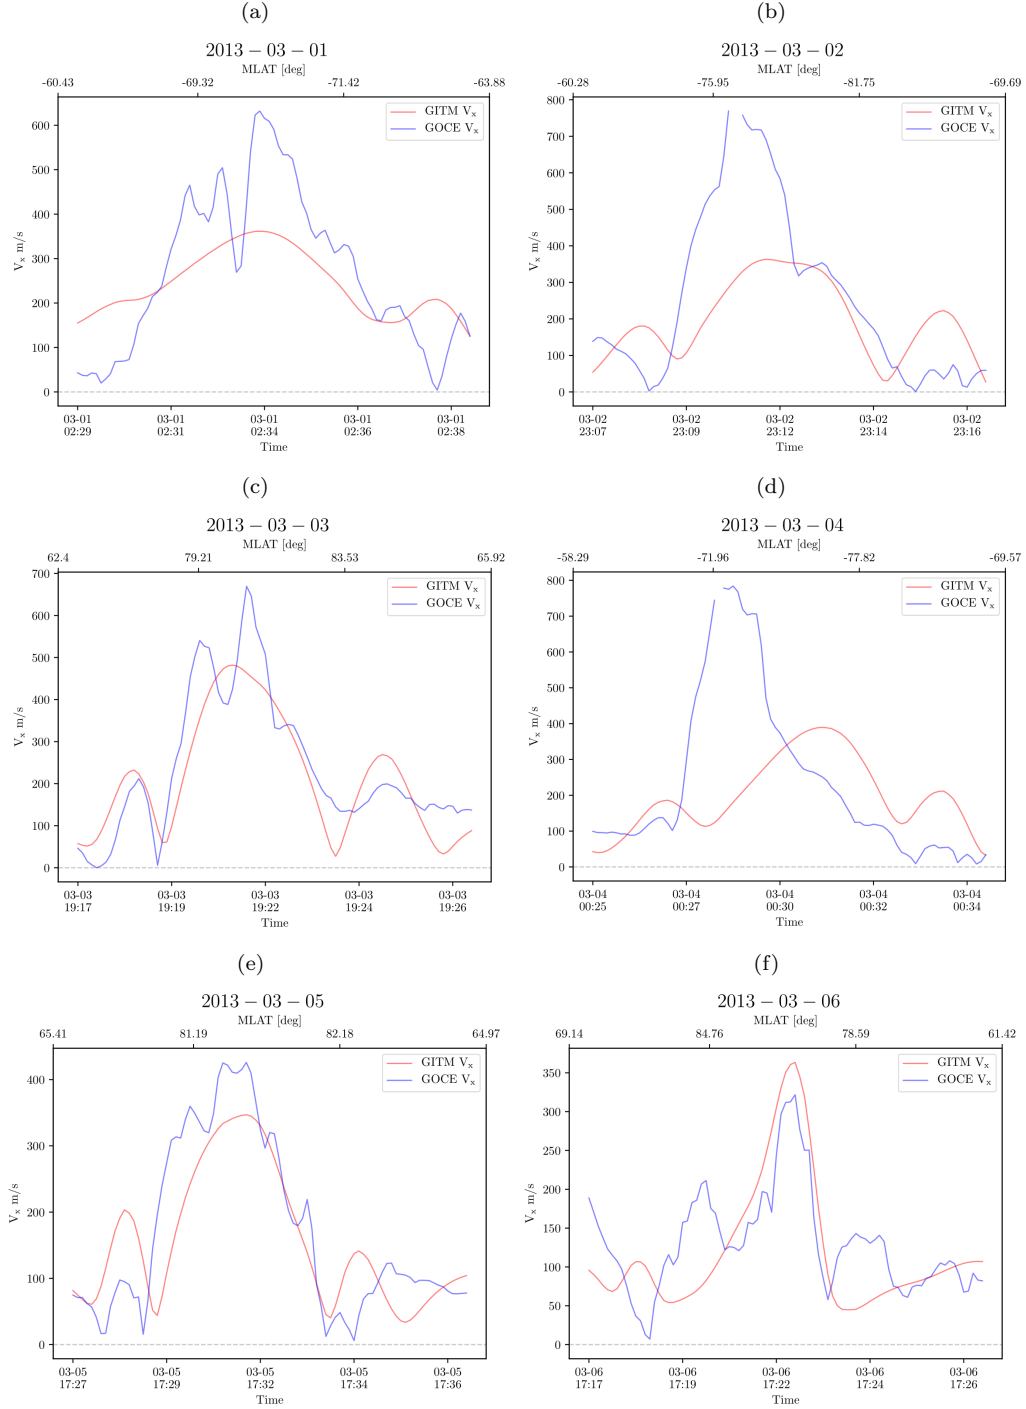 (a)
2013 − 03 − 01
MLAT [deg]
-60.43 -69.32 -71.42 -63.88
GITM Vx
GOCE Vx
600
500
400
300
200
100
0
Vx m/s
03-01 03-01 03-01 03-01 03-01
02:29 02:31 02:34 02:36 02:38
Time
(b)
2013 − 03 − 02
MLAT [deg]
-60.28 -75.95 -81.75 -69.69
GITM Vx
GOCE Vx
800
700
600
500
400
300
200
100
0
Vx m/s
03-02 03-02 03-02 03-02 03-02
23:07 23:09 23:12 23:14 23:16
Time
(c)
2013 − 03 − 03
MLAT [deg]
62.4 79.21 83.53 65.92
GITM Vx
GOCE Vx
700
600
500
400
300
200
100
0
Vx m/s
03-03 03-03 03-03 03-03 03-03
19:17 19:19 19:22 19:24 19:26
Time
(d)
2013 − 03 − 04
MLAT [deg]
-58.29 -71.96 -77.82 -69.57
GITM Vx
GOCE Vx
800
700
600
500
400
300
200
100
0
Vx m/s
03-04 03-04 03-04 03-04 03-04
00:25 00:27 00:30 00:32 00:34
Time
(e)
2013 − 03 − 05
MLAT [deg]
65.41 81.19 82.18 64.97
GITM Vx
GOCE Vx
400
300
200
100
0
Vx m/s
03-05 03-05 03-05 03-05 03-05
17:27 17:29 17:32 17:34 17:36
Time
(f)
2013 − 03 − 06
MLAT [deg]
69.14 84.76 78.59 61.42
GITM Vx
GOCE Vx
350
300
250
200
150
100
50
0
Vx m/s
03-06 03-06 03-06 03-06 03-06
17:17 17:19 17:22 17:24 17:26
Time